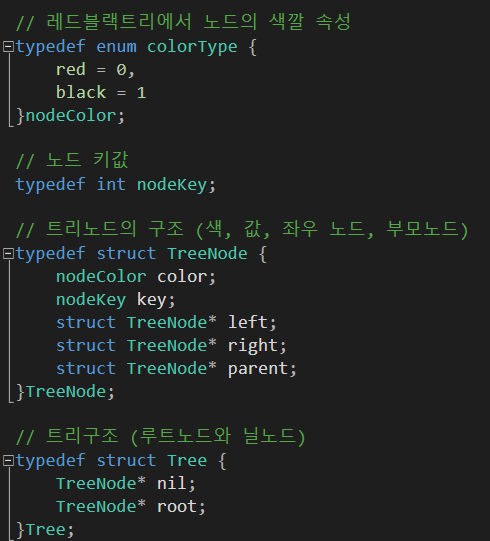 // 레드블랙트리에서 노드의 색깔 속성
typedef enum colorType {
    red = 0,
    black = 1
}nodeColor;

// 노드 키값
typedef int nodeKey;

// 트리노드의 구조 (색, 값, 좌우 노드, 부모노드)
typedef struct TreeNode {
    nodeColor color;
    nodeKey key;
    struct TreeNode* left;
    struct TreeNode* right;
    struct TreeNode* parent;
}TreeNode;

// 트리구조 (루트노드와 닐노드)
typedef struct Tree {
    TreeNode* nil;
    TreeNode* root;
}Tree;